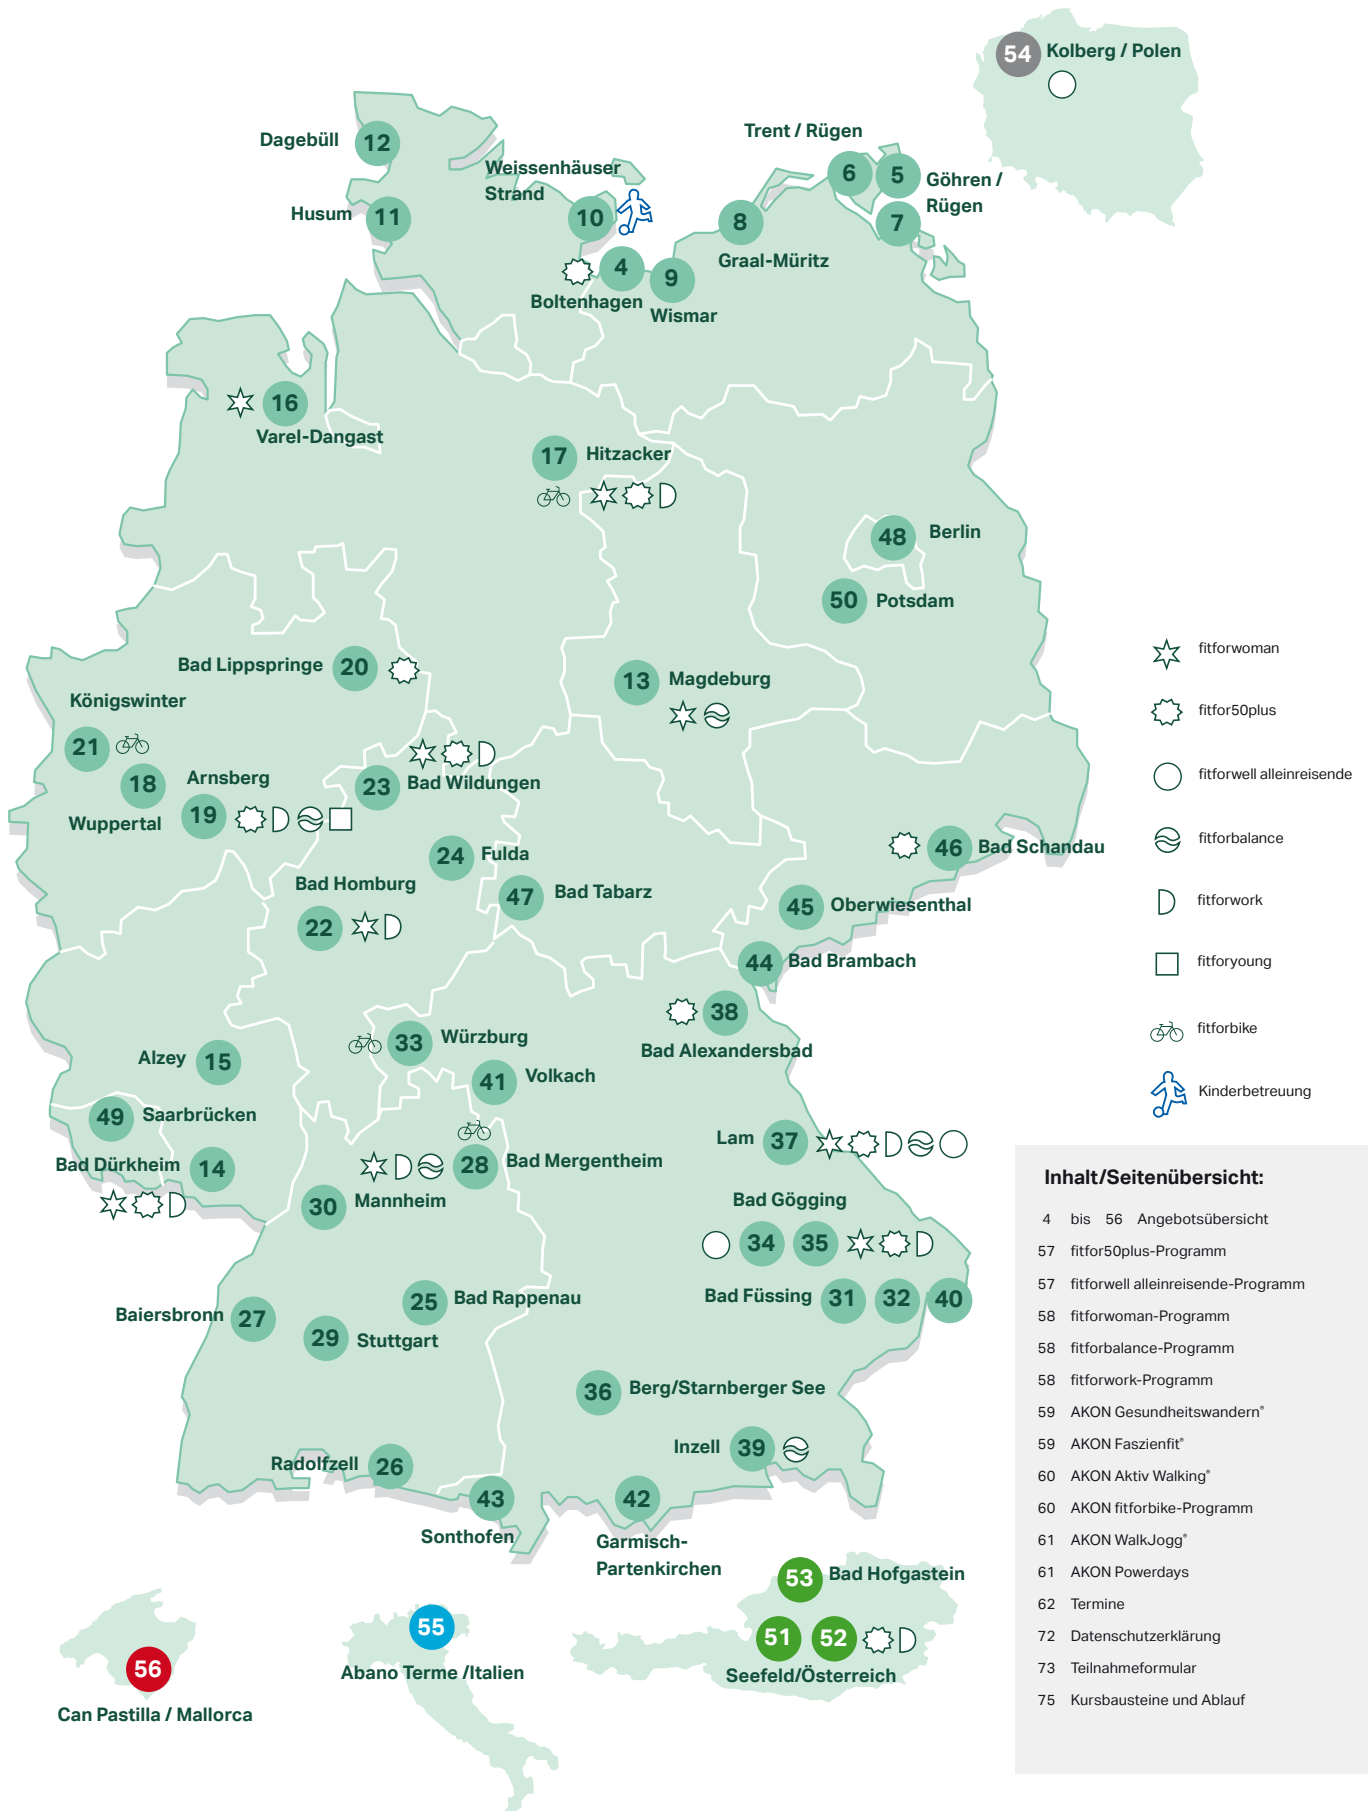 54 Kolberg / Polen
Dagebüll 12
Trent / Rügen
Weissenhäuser
Strand
6 5 Göhren /
Rügen
Husum 11
10
8
7
Graal-Müritz
4 9
Boltenhagen
Wismar
16
Varel-Dangast
17 Hitzacker
48 Berlin
50 Potsdam
Bad Lippspringe 20
13 Magdeburg
Königswinter
21
18
Wuppertal
Arnsberg
19
23 Bad Wildungen
24 Fulda
46 Bad Schandau
Bad Homburg
22
47 Bad Tabarz
45 Oberwiesenthal
44 Bad Brambach
38
Bad Alexandersbad
33 Würzburg
Alzey 15
41 Volkach
49 Saarbrücken
Bad Dürkheim 14
Lam 37
28 Bad Mergentheim
30 Mannheim
Bad Gögging
34 35
Bad Füssing 31 32 40
25 Bad Rappenau
Baiersbronn 27
29 Stuttgart
36 Berg/Starnberger See
Inzell 39
Radolfzell 26
43
Sonthofen
42
Garmisch-
Partenkirchen
53 Bad Hofgastein
51 52
Seefeld/Österreich
55
Abano Terme /Italien
56
Can Pastilla / Mallorca
fitforwoman
fitfor50plus
fitforwell alleinreisende
fitforbalance
fitforwork
fitforyoung
fitforbike
Kinderbetreuung
Inhalt/Seitenübersicht:
4 bis 56 Angebotsübersicht
57 fitfor50plus-Programm
57 fitforwell alleinreisende-Programm
58 fitforwoman-Programm
58 fitforbalance-Programm
58 fitforwork-Programm
59 AKON Gesundheitswandern®
59 AKON Faszienfit®
60 AKON Aktiv Walking®
60 AKON fitforbike-Programm
61 AKON WalkJogg®
61 AKON Powerdays
62 Termine
72 Datenschutzerklärung
73 Teilnahmeformular
75 Kursbausteine und Ablauf